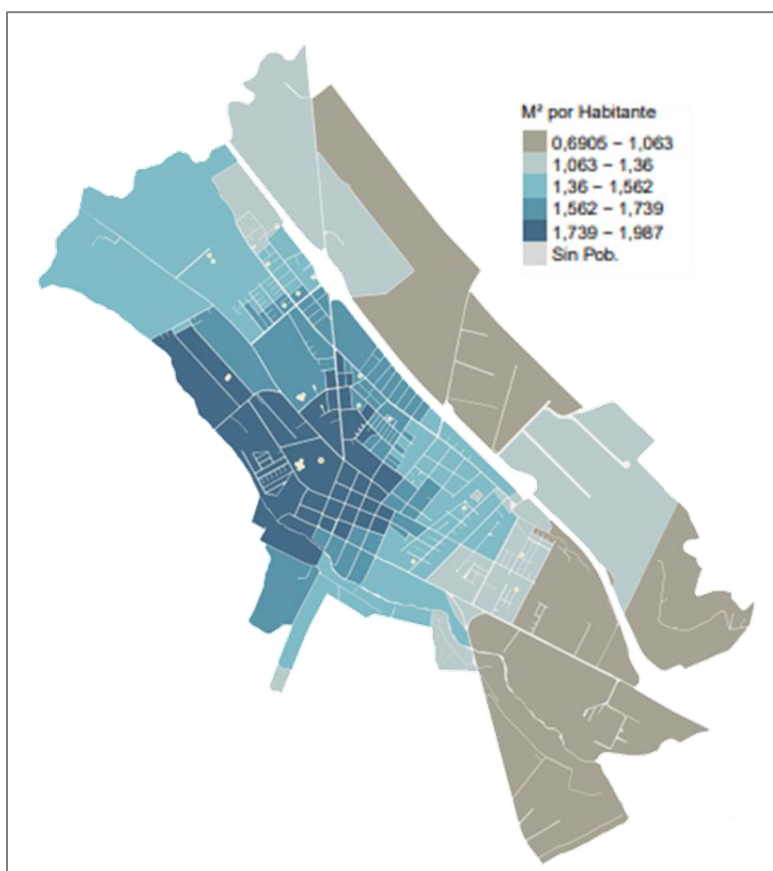 M² por Habitante
0,6905 – 1,063
1,063 – 1,36
1,36 – 1,562
1,562 – 1,739
1,739 – 1,987
Sin Pob.